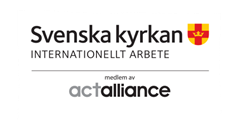 Svenska kyrkan
INTERNATIONELLT ARBETE
medlem av
actalliance